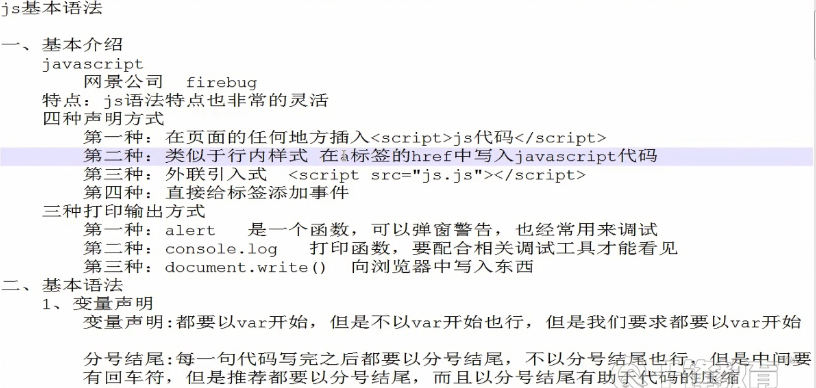 js基本语法
一、基本介绍
javascript
网景公司 firebug
特点：js语法特点也非常的灵活
四种声明方式
第一种：在页面的任何地方插入<script>js代码</script>
第二种：类似于行内样式 在a标签的href中写入javascript代码
第三种：外联引入式 <script src="js.js"></script>
第四种：直接给标签添加事件
三种打印输出方式
第一种：alert 是一个函数，可以弹窗警告，也经常用来调试
第二种：console.log 打印函数，要配合相关调试工具才能看见
第三种：document.write() 向浏览器中写入东西
二、基本语法
1、变量声明
变量声明:都要以var开始，但是不以var开始也行，但是我们要求都要以var开始
分号结尾:每一句代码写完之后都要以分号结尾，不以分号结尾也行，但是中间要
有回车符，但是推荐都要以分号结尾，而且以分号结尾有助于代码的压缩